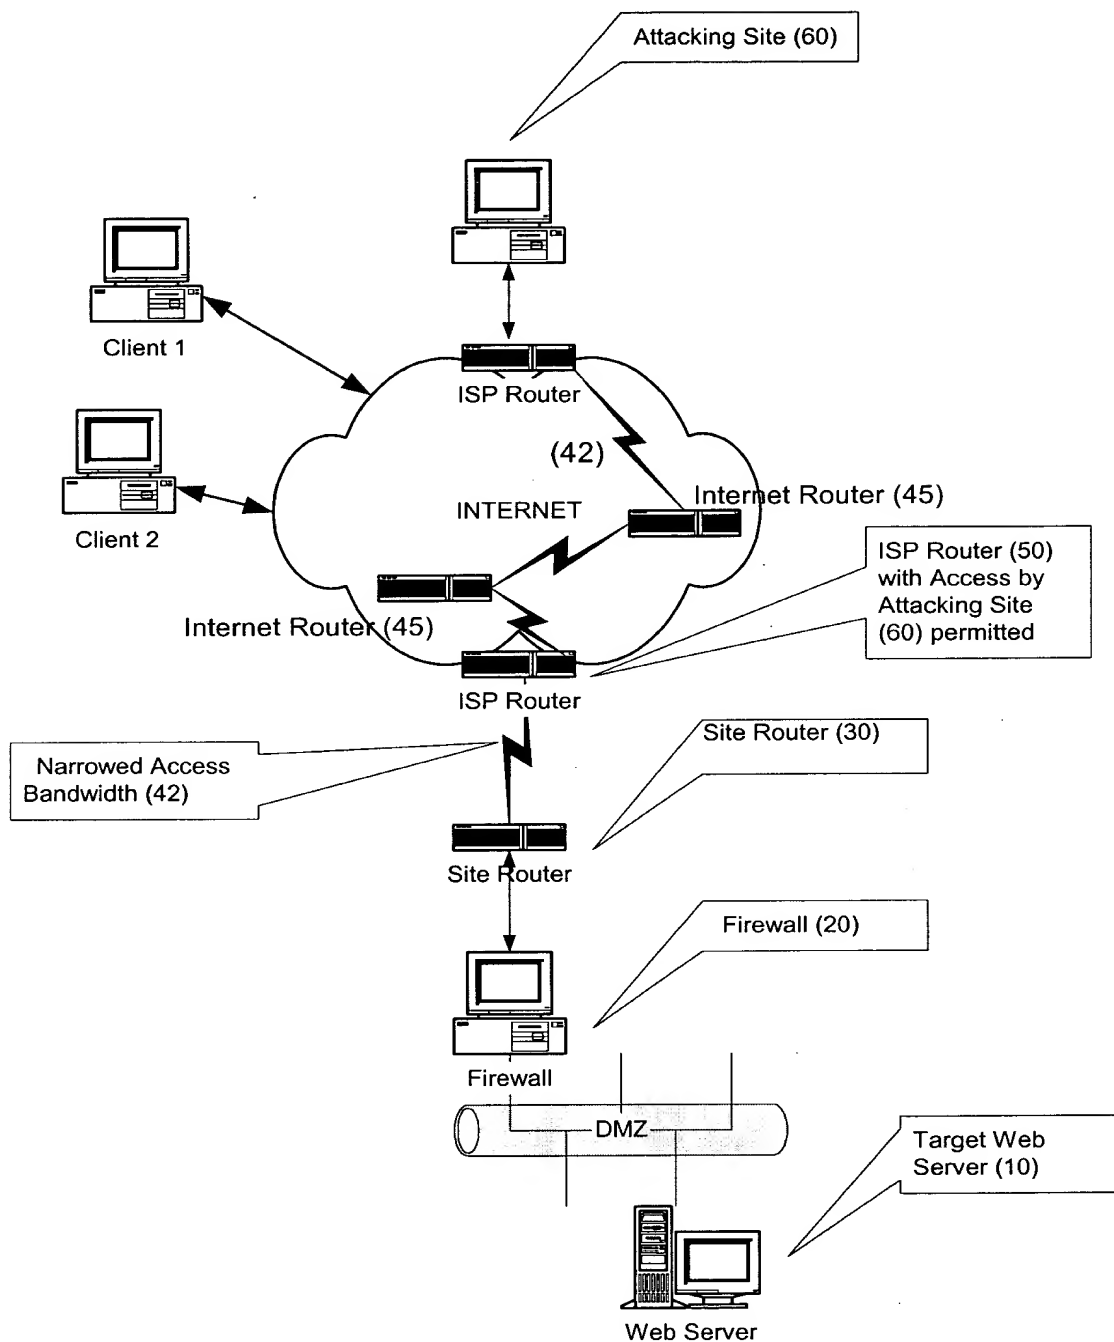 Attacking Site (60)
Client 1
ISP Router
(42)
Client 2
INTERNET
Internet Router (45)
ISP Router (50)
with Access by
Attacking Site
(60) permitted
Internet Router (45)
ISP Router
Site Router (30)
Narrowed Access
Bandwidth (42)
Site Router
Firewall (20)
Firewall
DMZ
Target Web
Server (10)
Web Server